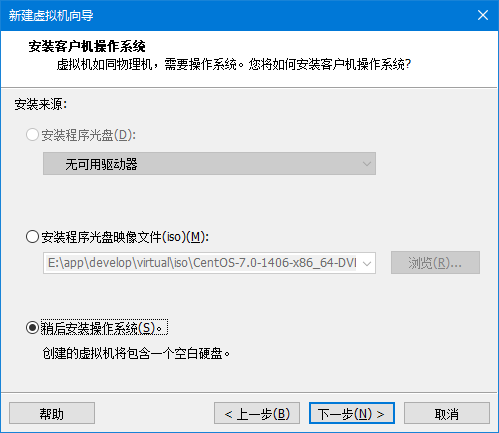 新建虚拟机向导
安装客户机操作系统
虚拟机如同物理机，需要操作系统。您将如何安装客户机操作系统?
安装来源:
安装程序光盘(D):
无可用驱动器
安装程序光盘映像文件(iso)(M):
E:\app\develop\virtual\iso\CentOS-7.0-1406-x86_64-DVI
浏览(R)...
稍后安装操作系统(S)。
创建的虚拟机将包含一个空白硬盘。
帮助
< 上一步(B)
下一步(N) >
取消